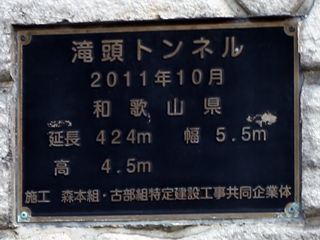 滝頭トンネル
2011年10月
和歌山県
延長 424m 幅 5.5m
高 4.5m
施工 森本組・古部組特定建設工事共同企業体